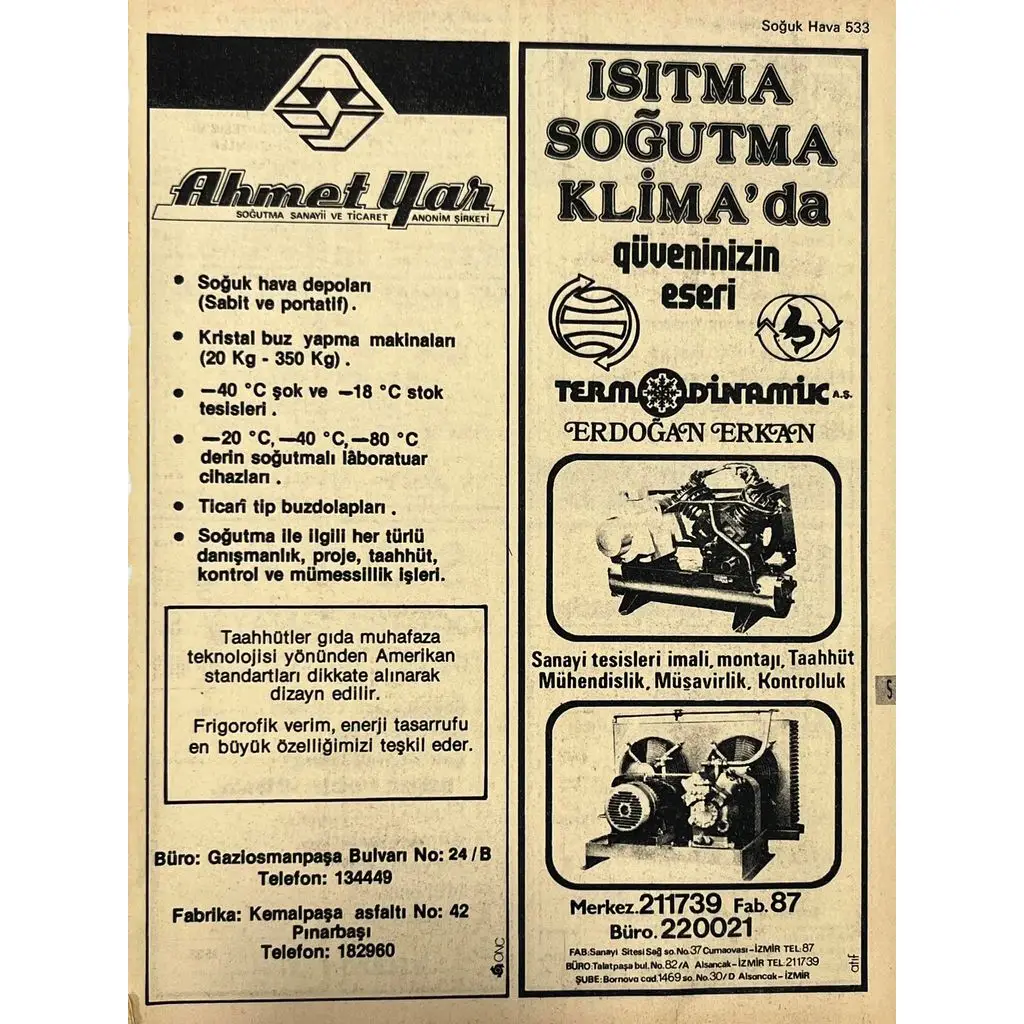 Soğuk Hava 533
Ahmet Yar
SOĞUTMA SANAYİİ VE TİCARET ANONİM ŞİRKETİ
• Soğuk hava depoları
(Sabit ve portatif).
• Kristal buz yapma makinaları
(20 Kg - 350 Kg).
• —40 °C şok ve —18 °C stok
tesisleri.
• —20 °C,—40 °C,—80 °C
derin soğutmalı lâboratuar
cihazları.
• Ticarî tip buzdolapları.
• Soğutma ile ilgili her türlü
danışmanlık, proje, taahhüt,
kontrol ve mümessillik işleri.
Taahhütler gıda muhafaza
teknolojisi yönünden Amerikan
standartları dikkate alınarak
dizayn edilir.
Frigorofik verim, enerji tasarrufu
en büyük özelliğimizi teşkil eder.
Büro: Gaziosmanpaşa Bulvarı No: 24/B
Telefon: 134449
Fabrika: Kemalpaşa asfaltı No: 42
Pınarbaşı
Telefon: 182960
ONC
ISITMA
SOĞUTMA
KLİMA'da
güveninizin
eseri
TERMODİNAMİK A.Ş.
ERDOĞAN ERKAN
Sanayi tesisleri imali, montajı, Taahhüt
Mühendislik, Müşavirlik, Kontrolluk
Merkez.211739 Fab.87
Büro.220021
FAB:Sanayi Sitesi Sağ so. No.37 Cumaovası-İZMİR TEL:87
BÜRO:Talatpaşa bul. No.82/A Alsancak-İZMİR TEL.211739
ŞUBE:Bornova cad.1469 so. No.30/D Alsancak-İZMİR
atıf
S